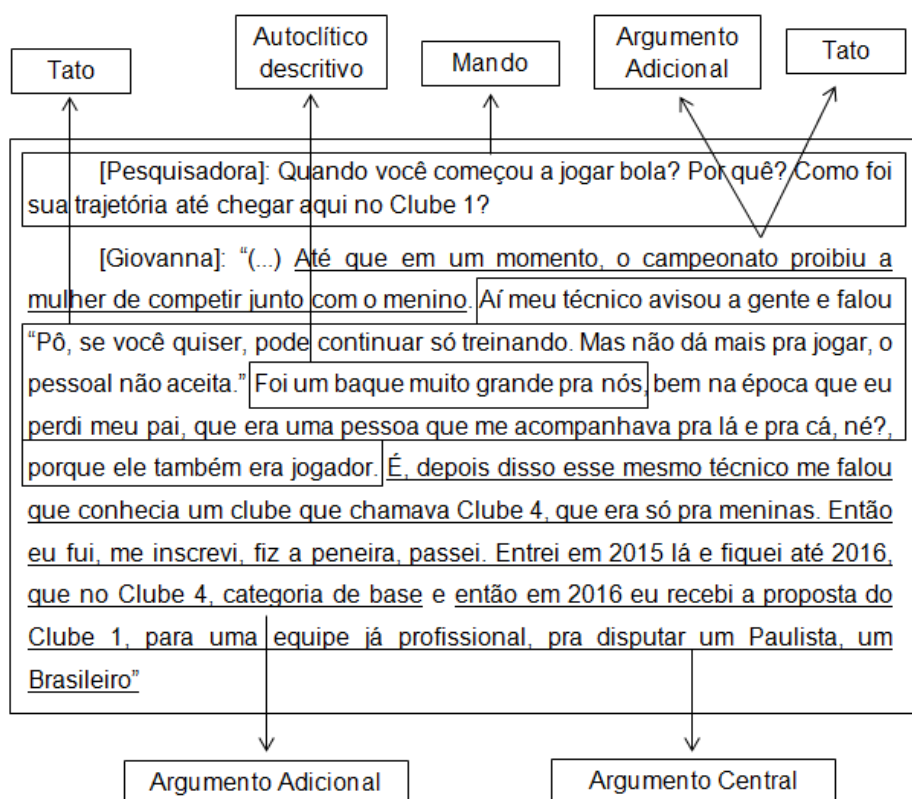 Tato
Autoclítico
descritivo
Mando
Argumento
Adicional
Tato
[Pesquisadora]: Quando você começou a jogar bola? Por quê? Como foi
sua trajetória até chegar aqui no Clube 1?
[Giovanna]: “(...) Até que em um momento, o campeonato proibiu a
mulher de competir junto com o menino. Aí meu técnico avisou a gente e falou
“Pô, se você quiser, pode continuar só treinando. Mas não dá mais pra jogar, o
pessoal não aceita.” Foi um baque muito grande pra nós, bem na época que eu
perdi meu pai, que era uma pessoa que me acompanhava pra lá e pra cá, né?,
porque ele também era jogador. É, depois disso esse mesmo técnico me falou
que conhecia um clube que chamava Clube 4, que era só pra meninas. Então
eu fui, me inscrevi, fiz a peneira, passei. Entrei em 2015 lá e fiquei até 2016,
que no Clube 4, categoria de base e então em 2016 eu recebi a proposta do
Clube 1, para uma equipe já profissional, pra disputar um Paulista, um
Brasileiro”
Argumento Adicional
Argumento Central